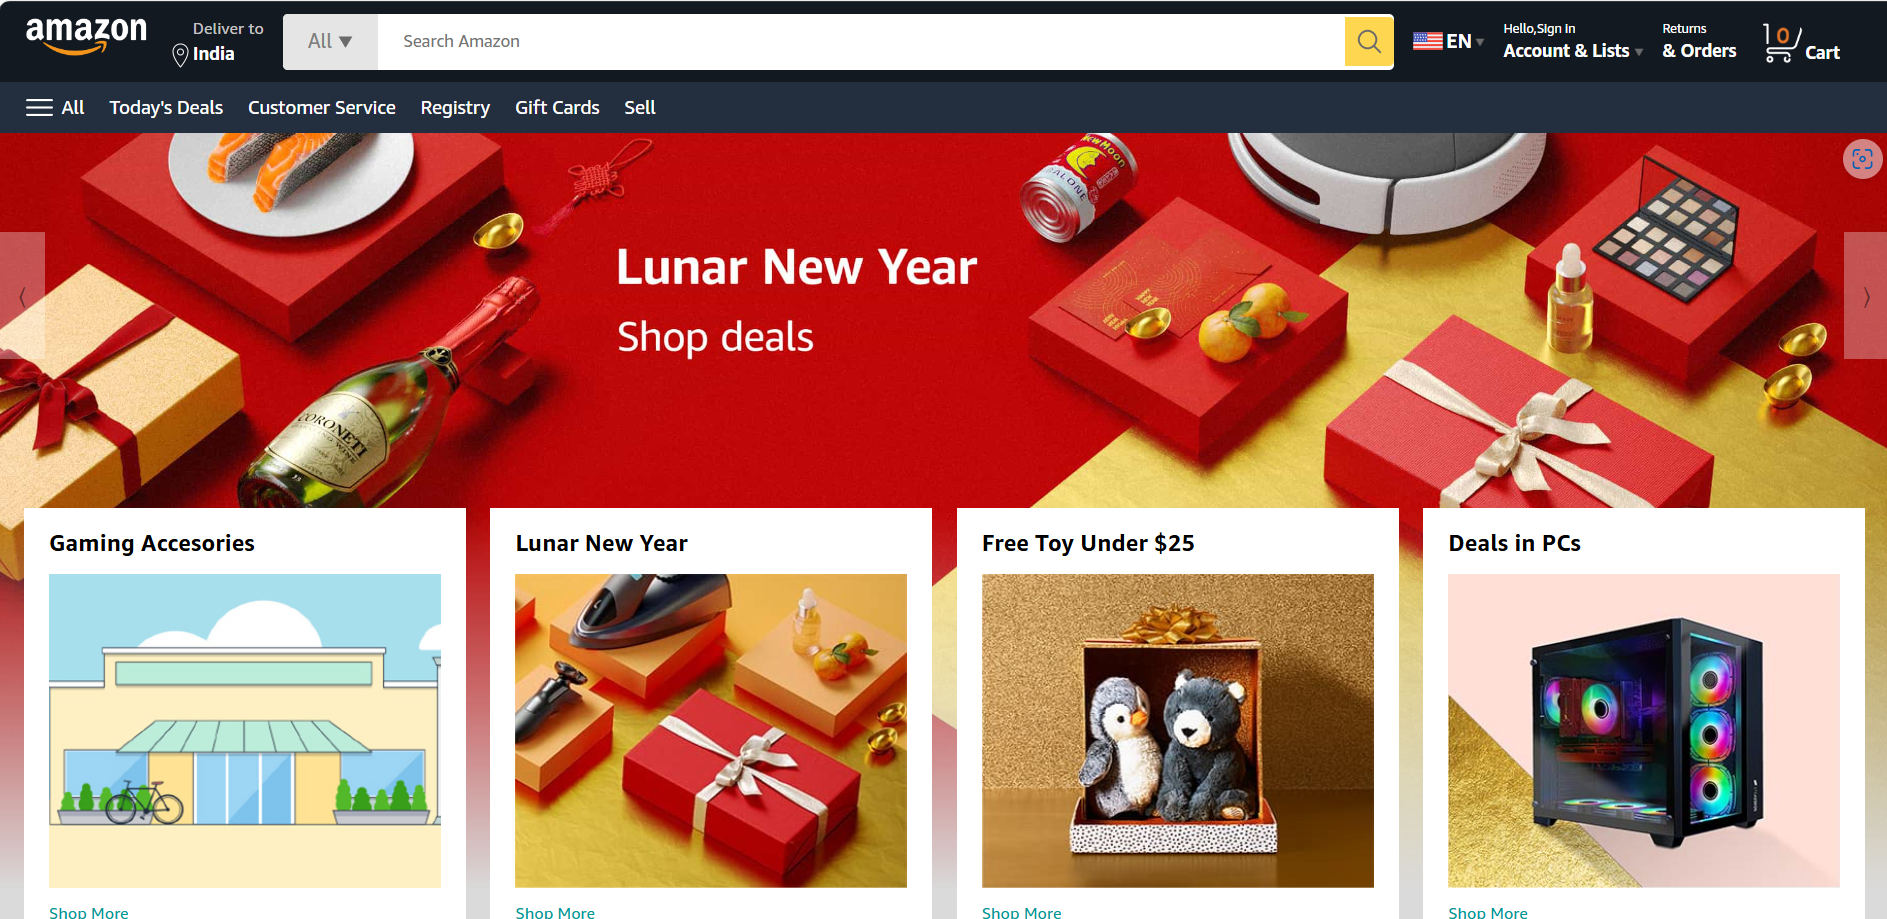 amazon
Deliver to
India
All
Search Amazon
EN
Hello,SIgn In
Account & Lists
Returns
& Orders
0
Cart
All
Today's Deals
Customer Service
Registry
Gift Cards
Sell
Lunar New Year
Shop deals
CORONETI
Gaming Accesories
Lunar New Year
Free Toy Under $25
Deals in PCs
Shop More
Shop More
Shop More
Shop More